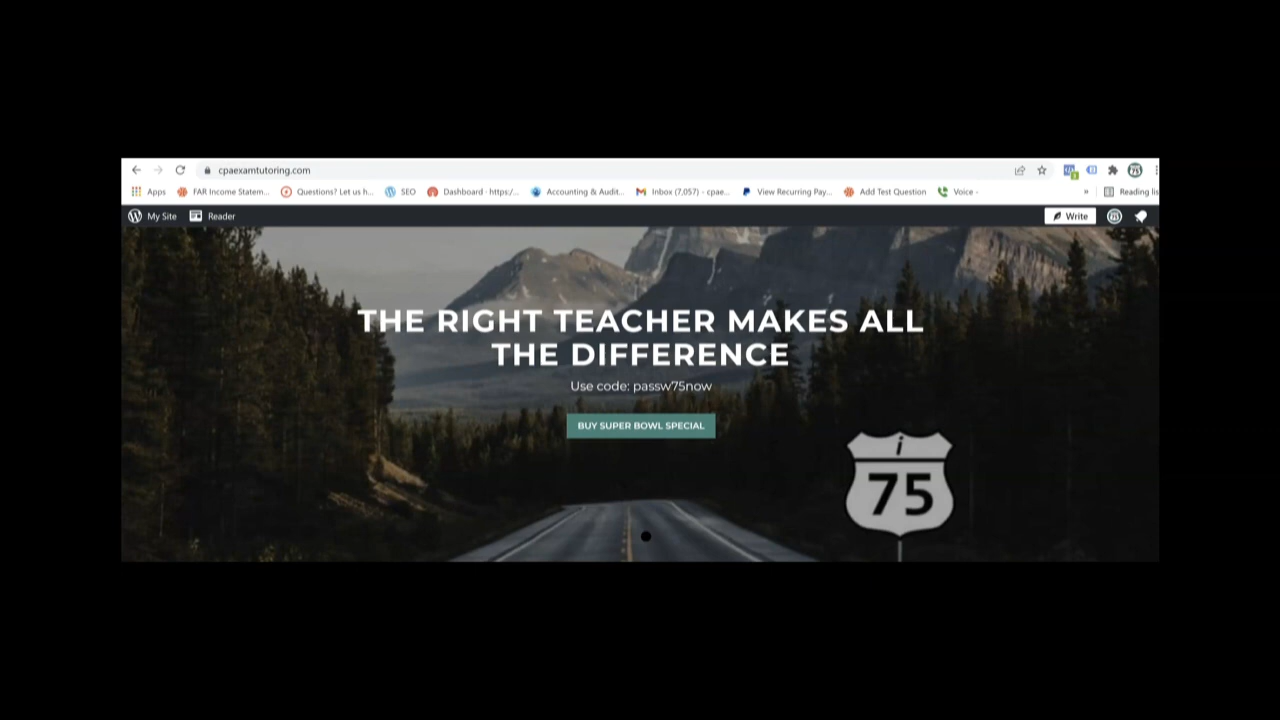 cpaexamtutoring.com
Apps FAR Income Statem... Questions? Let us h... SEO Dashboard · https:/... Accounting & Audit... Inbox (7,057) - cpae... View Recurring Pay... Add Test Question Voice - » Reading lis
My Site Reader Write
THE RIGHT TEACHER MAKES ALL
THE DIFFERENCE
Use code: passw75now
BUY SUPER BOWL SPECIAL
i
75